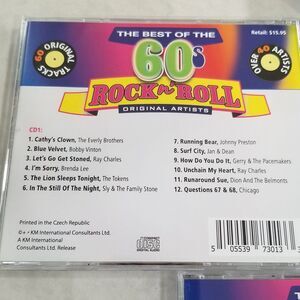 THE BEST OF THE
60s
ROCK n' ROLL
ORIGINAL ARTISTS
60 ORIGINAL TRACKS
Retail: $15.95
OVER 40 ARTISTS
CD1:
1. Cathy's Clown, The Everly Brothers
2. Blue Velvet, Bobby Vinton
3. Let's Go Get Stoned, Ray Charles
4. I'm Sorry, Brenda Lee
5. The Lion Sleeps Tonight, The Tokens
6. In The Still Of The Night, Sly & The Family Stone
7. Running Bear, Johnny Preston
8. Surf City, Jan & Dean
9. How Do You Do It, Gerry & The Pacemakers
10. Unchain My Heart, Ray Charles
11. Runaround Sue, Dion And The Belmonts
12. Questions 67 & 68, Chicago
Printed in the Czech Republic
KM International Consultants Ltd.
A KM International
Consultants Ltd. Release
COMPACT
disc
DIGITAL AUDIO
5 05539 73013